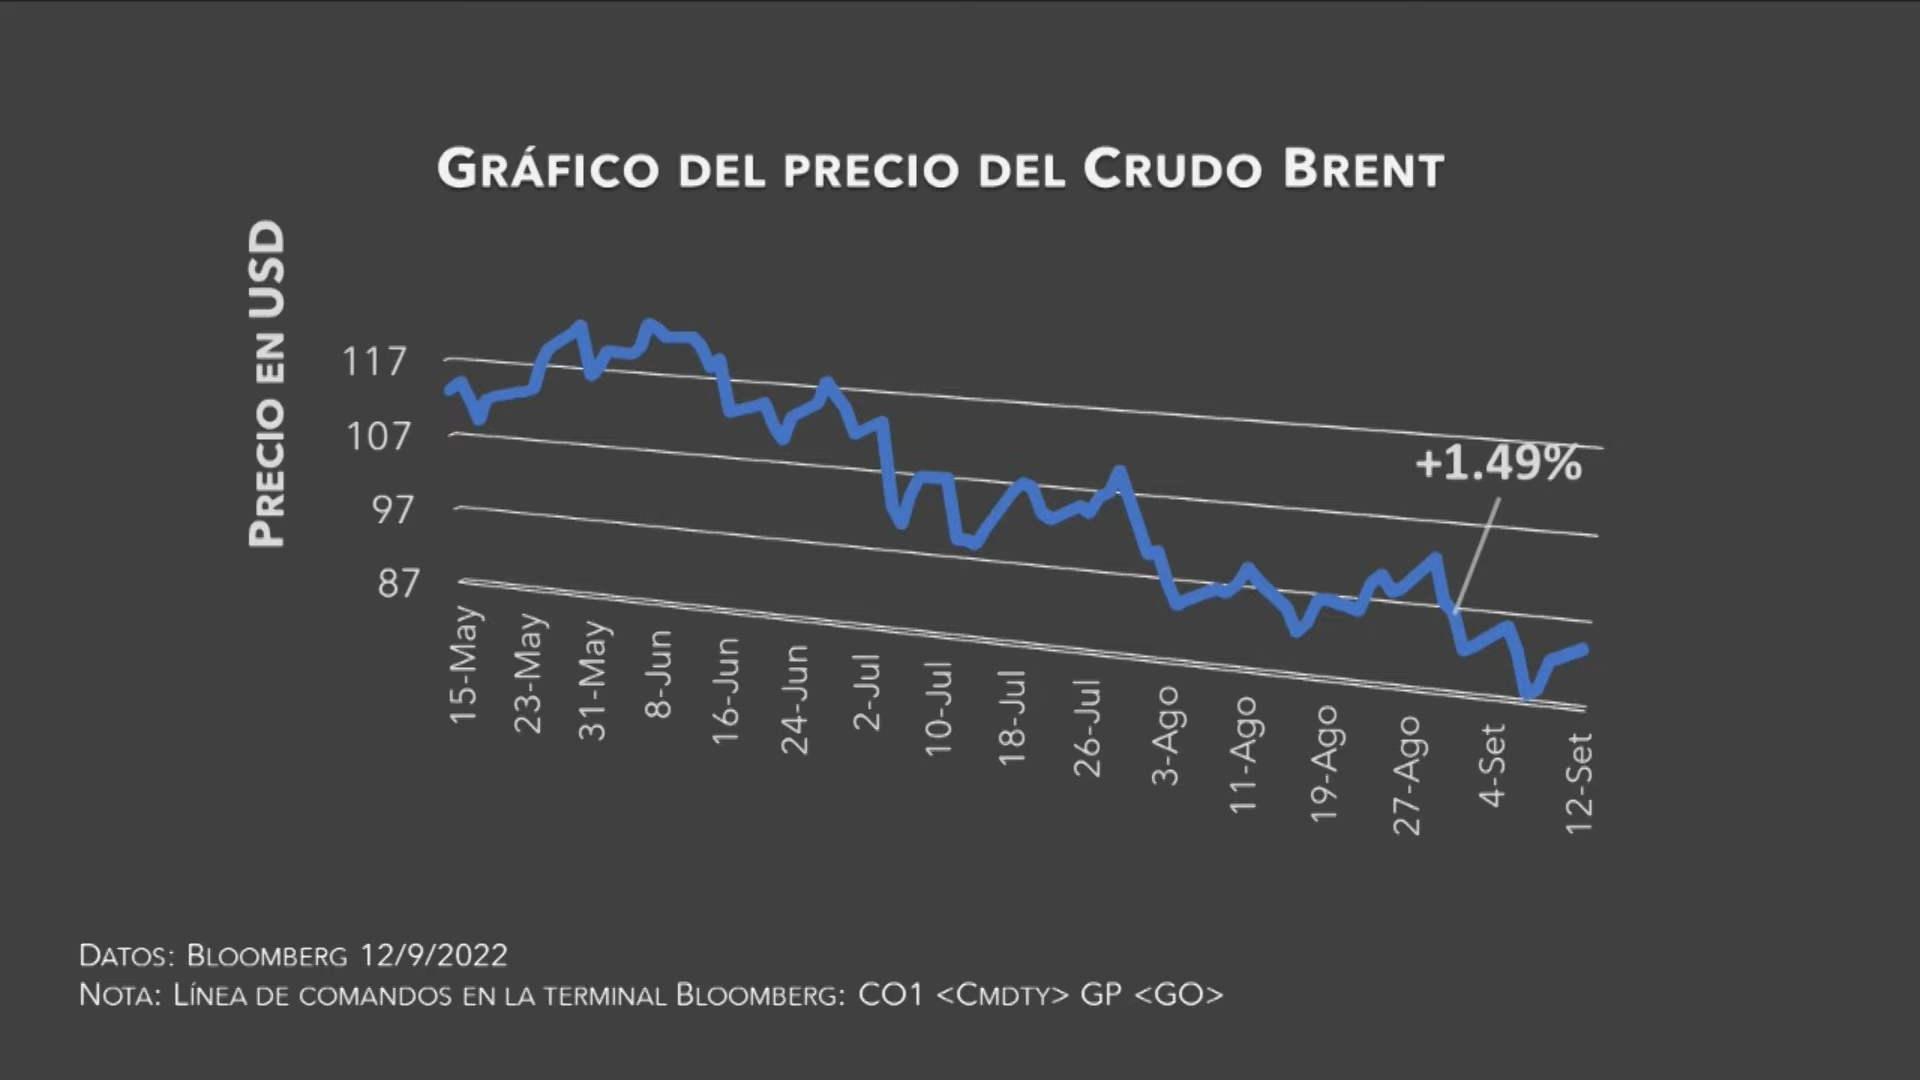 GRÁFICO DEL PRECIO DEL CRUDO BRENT
PRECIO EN USD
117
107
97
87
+1.49%
15-May
23-May
31-May
8-Jun
16-Jun
24-Jun
2-Jul
10-Jul
18-Jul
26-Jul
3-Ago
11-Ago
19-Ago
27-Ago
4-Set
12-Set
DATOS: BLOOMBERG 12/9/2022
NOTA: LÍNEA DE COMANDOS EN LA TERMINAL BLOOMBERG: CO1 <CMDTY> GP <GO>